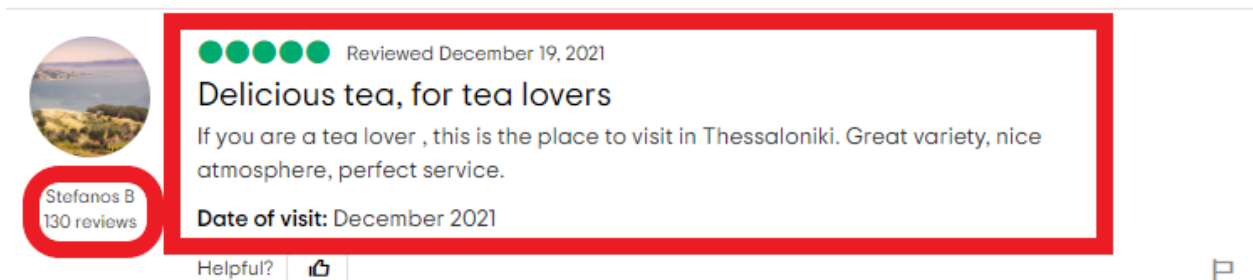 Reviewed December 19, 2021
Delicious tea, for tea lovers
If you are a tea lover , this is the place to visit in Thessaloniki. Great variety, nice
atmosphere, perfect service.
Stefanos B
130 reviews
Date of visit: December 2021
Helpful?